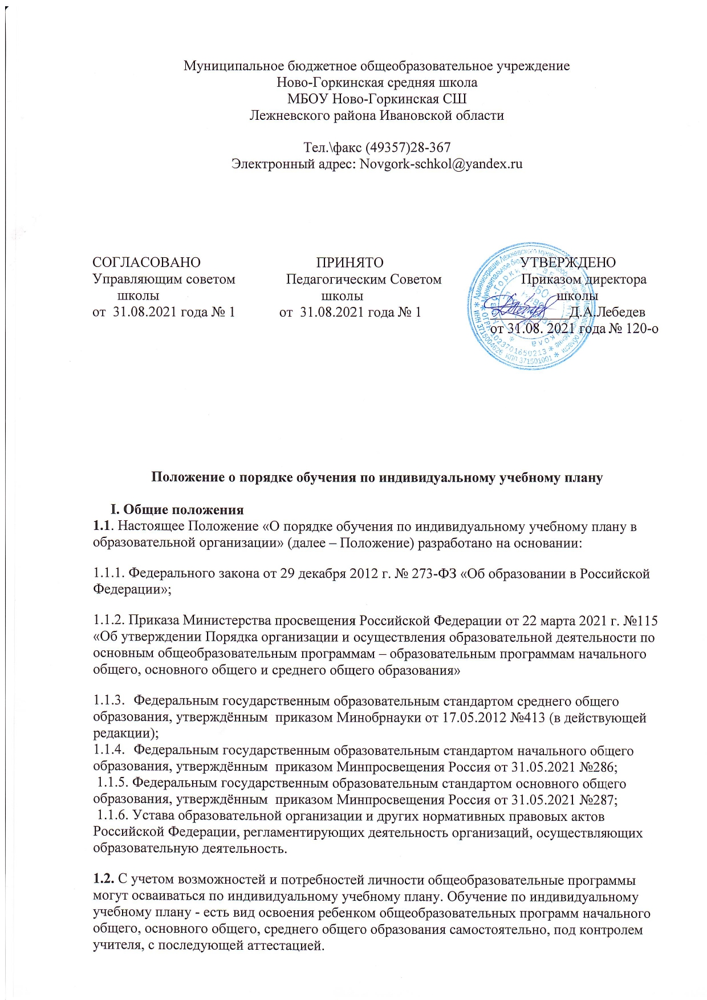 Муниципальное бюджетное общеобразовательное учреждение
Ново-Горкинская средняя школа
МБОУ Ново-Горкинская СШ
Лежневского района Ивановской области
Тел.\факс (49357)28-367
Электронный адрес: Novgork-schkol@yandex.ru
СОГЛАСОВАНО ПРИНЯТО УТВЕРЖДЕНО
Управляющим советом Педагогическим Советом Приказом директора
школы школы школы
от 31.08.2021 года № 1 от 31.08.2021 года № 1 ___________Д.А.Лебедев
от 31.08. 2021 года № 120-о
ОГРН 1023701650213
ИНН 3715004626 КПП 371501001
Положение о порядке обучения по индивидуальному учебному плану
I. Общие положения
1.1. Настоящее Положение «О порядке обучения по индивидуальному учебному плану в
образовательной организации» (далее – Положение) разработано на основании:
1.1.1. Федерального закона от 29 декабря 2012 г. № 273-ФЗ «Об образовании в Российской
Федерации»;
1.1.2. Приказа Министерства просвещения Российской Федерации от 22 марта 2021 г. №115
«Об утверждении Порядка организации и осуществления образовательной деятельности по
основным общеобразовательным программам – образовательным программам начального
общего, основного общего и среднего общего образования»
1.1.3. Федеральным государственным образовательным стандартом среднего общего
образования, утверждённым приказом Минобрнауки от 17.05.2012 №413 (в действующей
редакции);
1.1.4. Федеральным государственным образовательным стандартом начального общего
образования, утверждённым приказом Минпросвещения Россия от 31.05.2021 №286;
1.1.5. Федеральным государственным образовательным стандартом основного общего
образования, утверждённым приказом Минпросвещения Россия от 31.05.2021 №287;
1.1.6. Устава образовательной организации и других нормативных правовых актов
Российской Федерации, регламентирующих деятельность организаций, осуществляющих
образовательную деятельность.
1.2. С учетом возможностей и потребностей личности общеобразовательные программы
могут осваиваться по индивидуальному учебному плану. Обучение по индивидуальному
учебному плану - есть вид освоения ребенком общеобразовательных программ начального
общего, основного общего, среднего общего образования самостоятельно, под контролем
учителя, с последующей аттестацией.